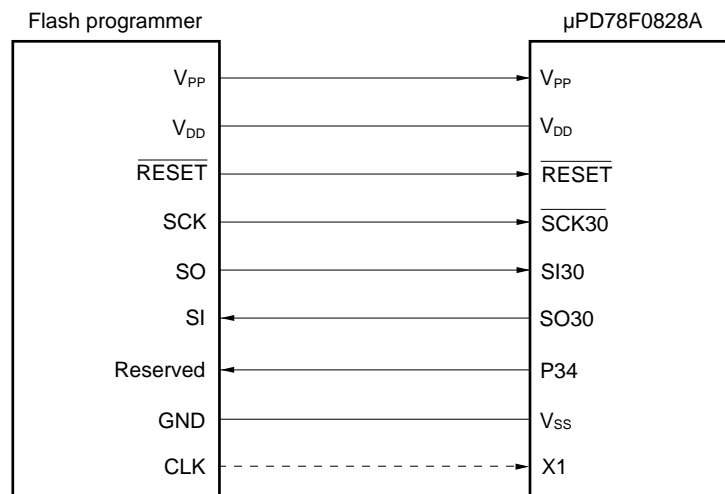 Flash programmer μPD78F0828A
VPP VPP
VDD VDD
RESET RESET
SCK SCK30
SO SI30
SI SO30
Reserved P34
GND VSS
CLK X1